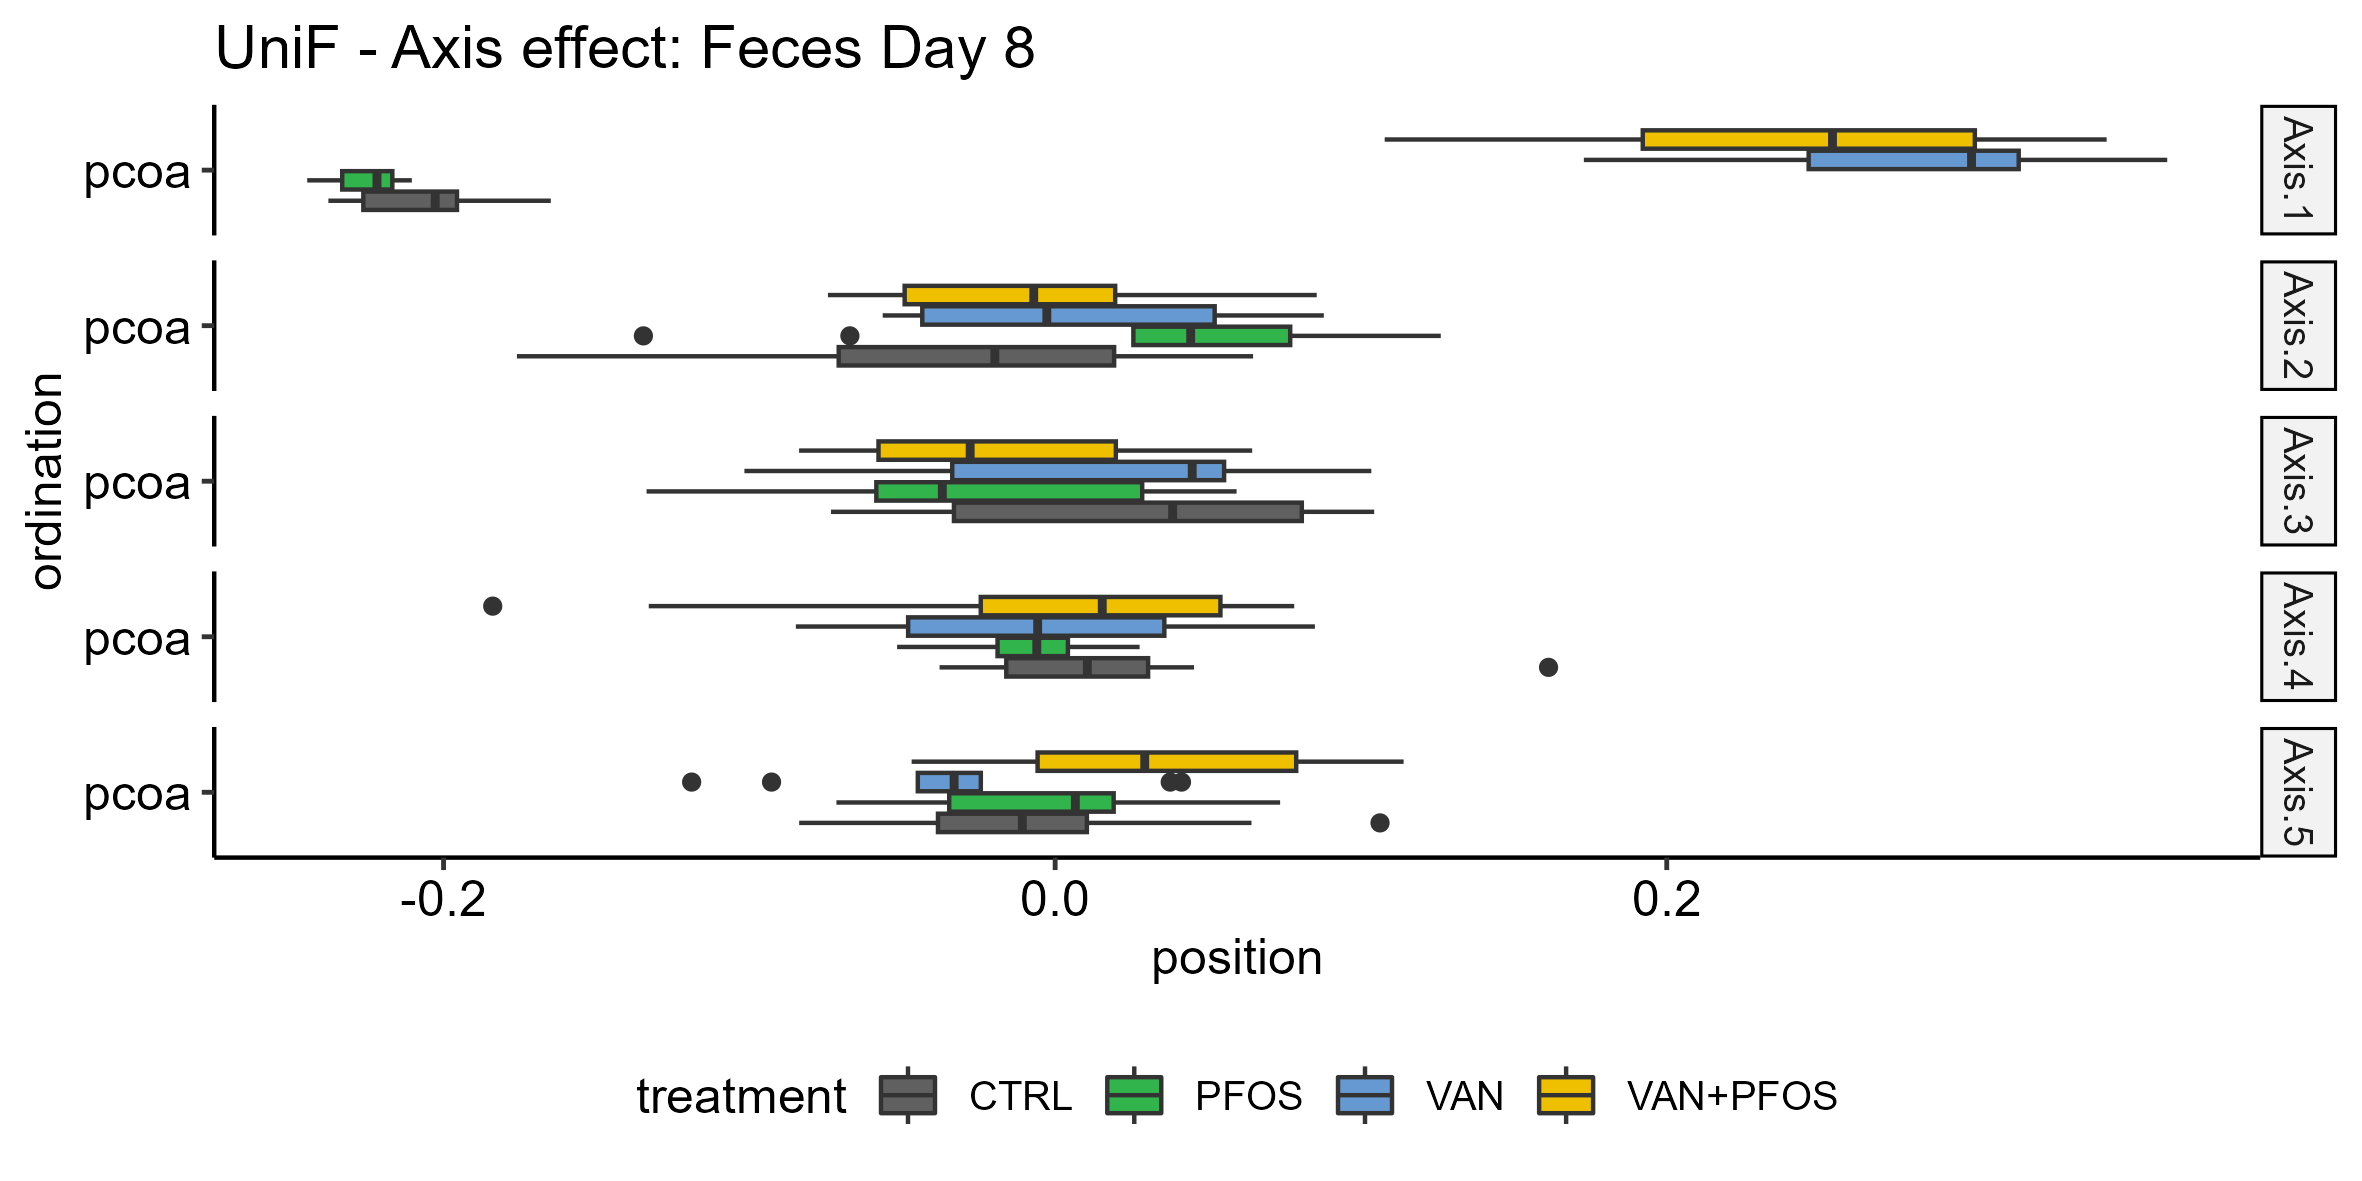 UniF - Axis effect: Feces Day 8
ordination
pcoa
Axis.1
pcoa
Axis.2
pcoa
Axis.3
pcoa
Axis.4
pcoa
Axis.5
-0.2 0.0 0.2
position
treatment CTRL PFOS VAN VAN+PFOS